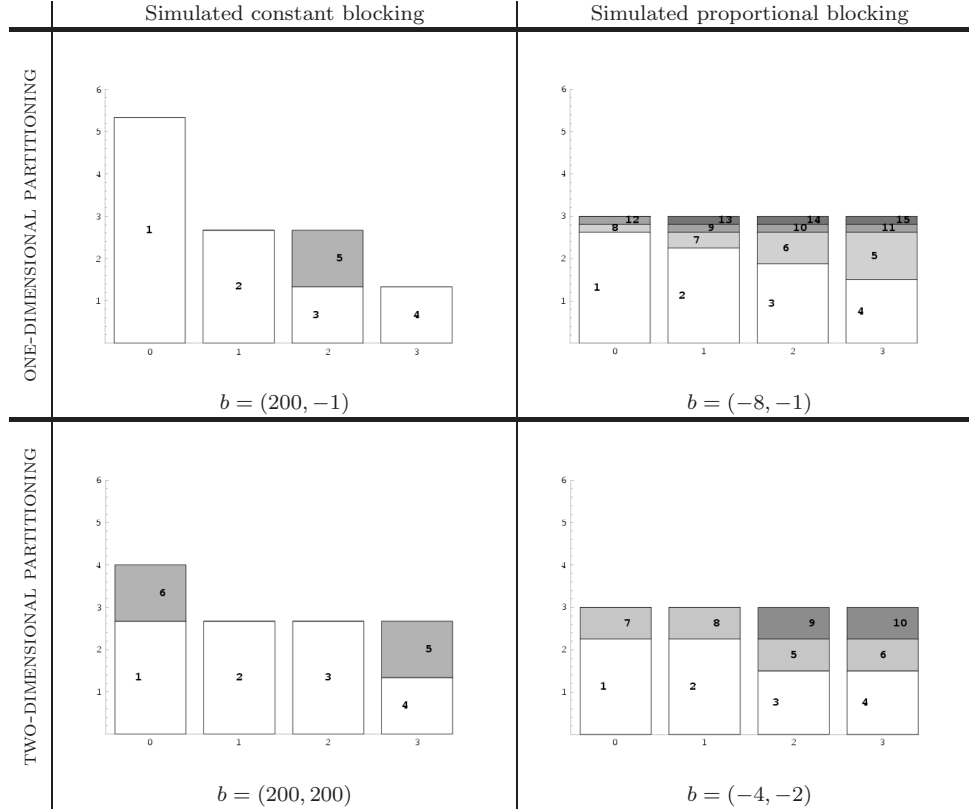 Simulated constant blocking
Simulated proportional blocking
ONE-DIMENSIONAL PARTITIONING
6
5
4
3
2
1
1
2
5
3
4
0 1 2 3
b = (200, −1)
6
5
4
3
2
1
12 13 14 15
8 9 10 11
7 6 5
1 2 3 4
0 1 2 3
b = (−8, −1)
TWO-DIMENSIONAL PARTITIONING
6
5
4
3
2
1
6
5
1 2 3
4
0 1 2 3
b = (200, 200)
6
5
4
3
2
1
7 8 9 10
5 6
1 2 3 4
0 1 2 3
b = (−4, −2)